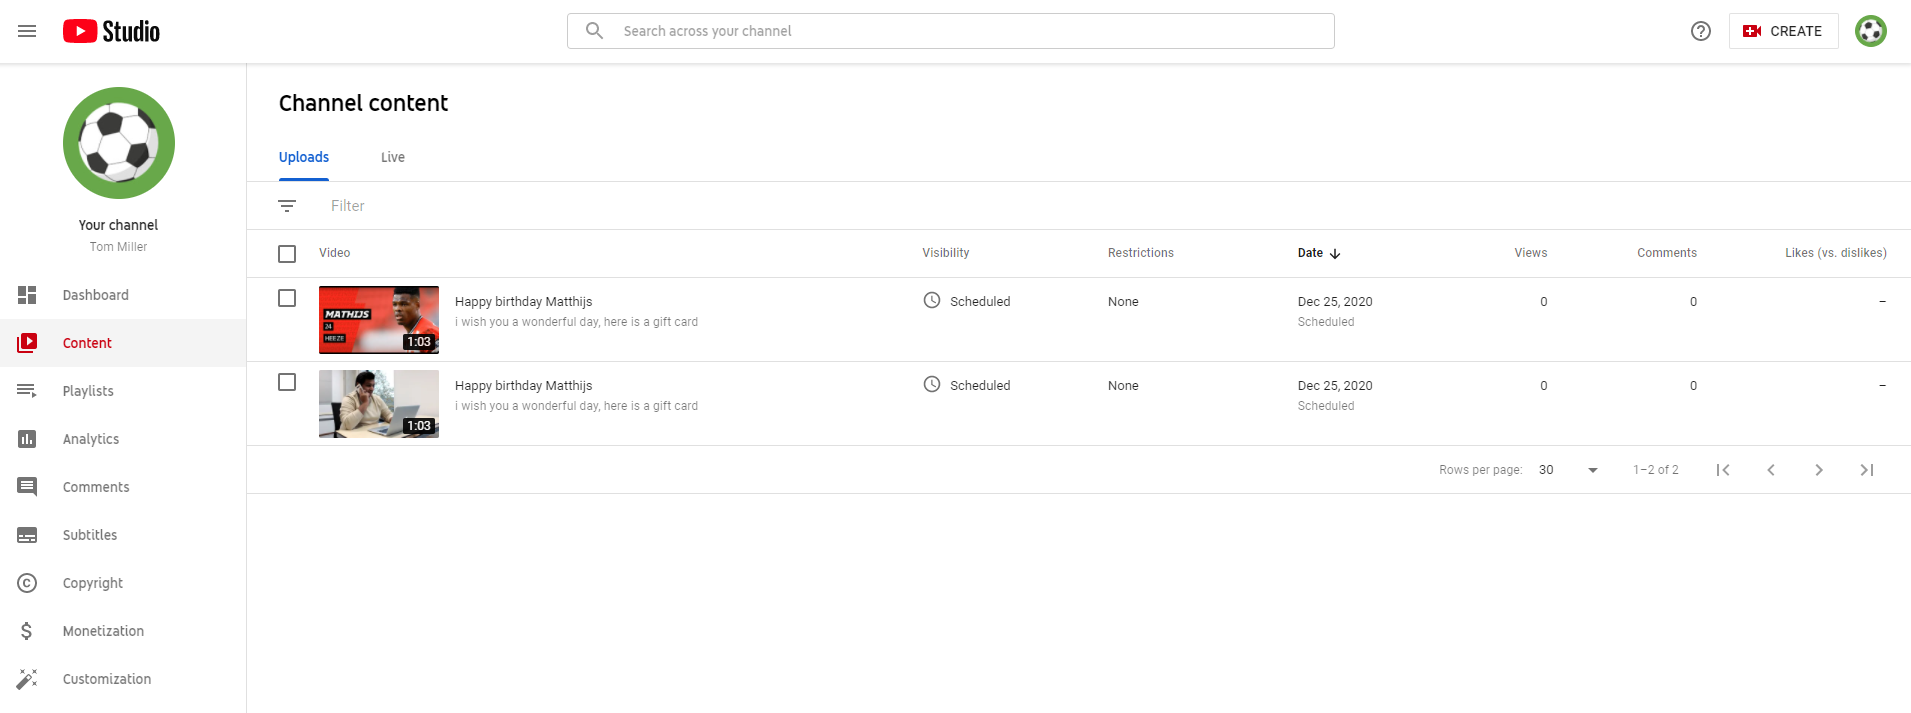 Studio
Search across your channel
CREATE
Your channel
Tom Miller
Dashboard
Content
Playlists
Analytics
Comments
Subtitles
Copyright
Monetization
Customization
Channel content
Uploads Live
Filter
Video Visibility Restrictions Date Views Comments Likes (vs. dislikes)
MATHIJS
24
HEEZE
1:03
Happy birthday Matthijs Scheduled None Dec 25, 2020 0 0 –
i wish you a wonderful day, here is a gift card Scheduled
1:03
Happy birthday Matthijs Scheduled None Dec 25, 2020 0 0 –
i wish you a wonderful day, here is a gift card Scheduled
Rows per page: 30 1–2 of 2